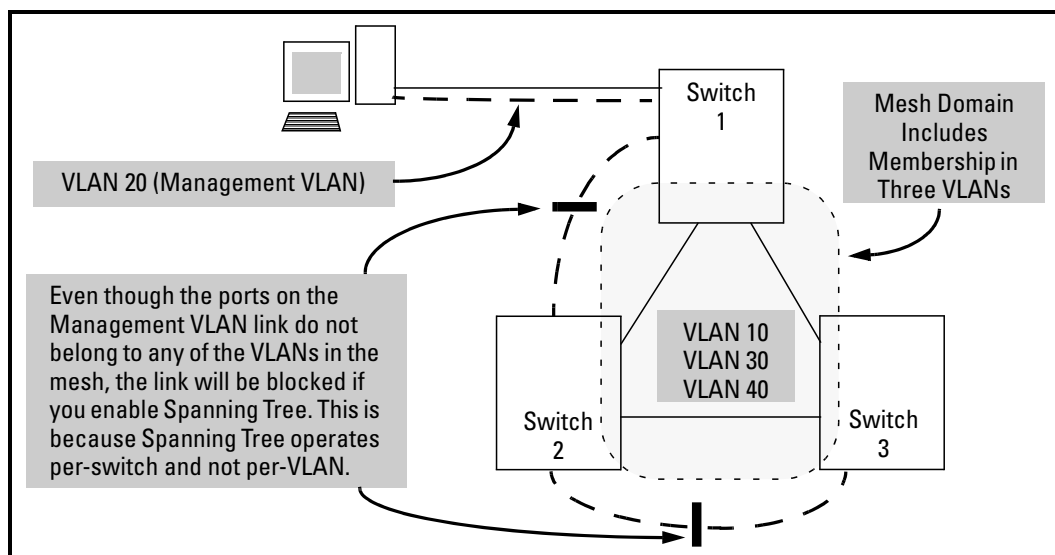 Switch
1
Mesh Domain
Includes
Membership in
Three VLANs
VLAN 20 (Management VLAN)
Even though the ports on the
Management VLAN link do not
belong to any of the VLANs in the
mesh, the link will be blocked if
you enable Spanning Tree. This is
because Spanning Tree operates
per-switch and not per-VLAN.
VLAN 10
VLAN 30
VLAN 40
Switch
2
Switch
3